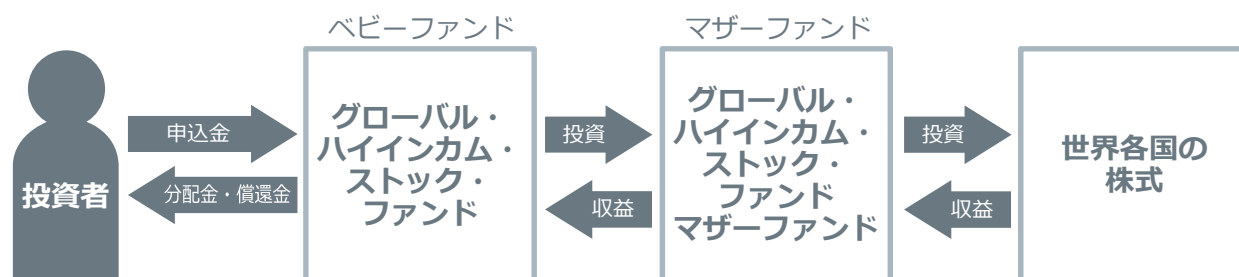 ベビーファンド
マザーファンド
投資者
申込金
分配金・償還金
グローバル・
ハイインカム・
ストック・
ファンド
投資
収益
グローバル・
ハイインカム・
ストック・
ファンド
マザーファンド
投資
収益
世界各国の
株式